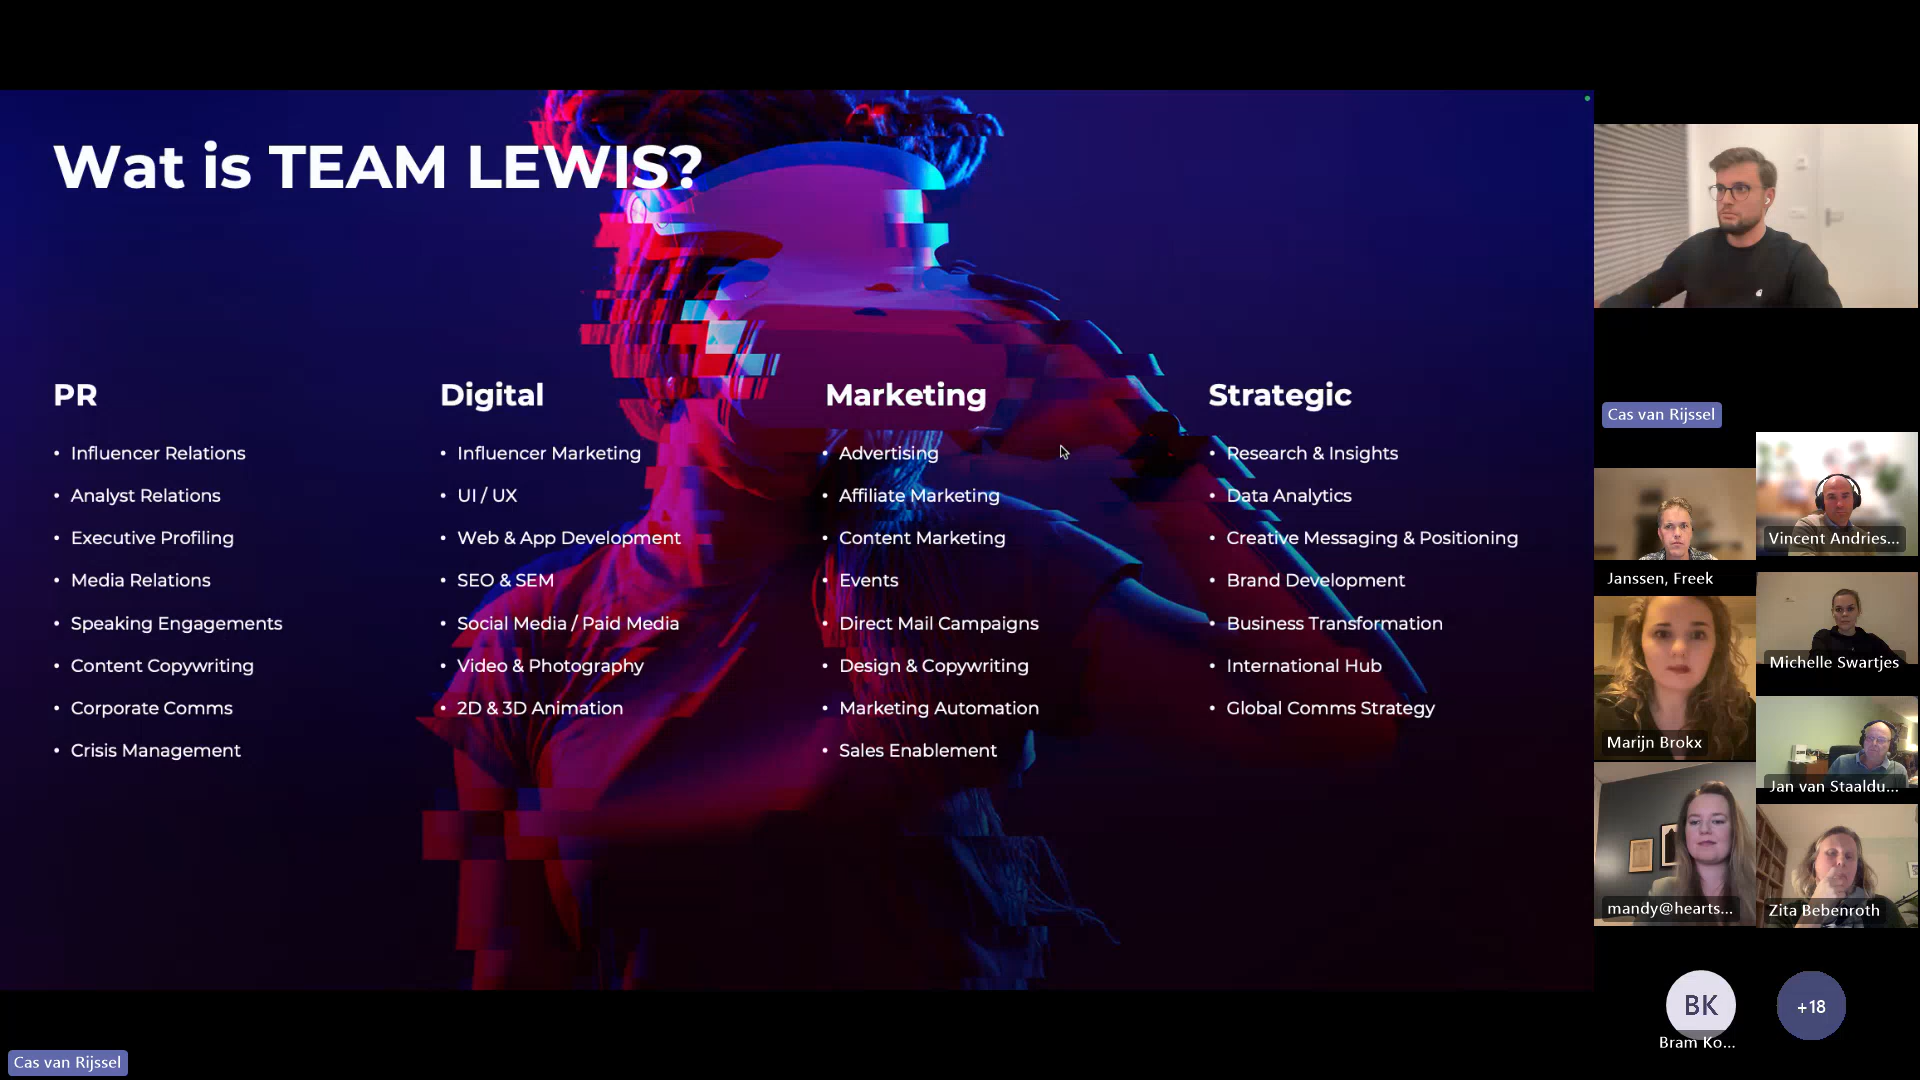 Wat is TEAM LEWIS?
PR
• Influencer Relations
• Analyst Relations
• Executive Profiling
• Media Relations
• Speaking Engagements
• Content Copywriting
• Corporate Comms
• Crisis Management
Digital
• Influencer Marketing
• UI / UX
• Web & App Development
• SEO & SEM
• Social Media / Paid Media
• Video & Photography
• 2D & 3D Animation
Marketing
• Advertising
• Affiliate Marketing
• Content Marketing
• Events
• Direct Mail Campaigns
• Design & Copywriting
• Marketing Automation
• Sales Enablement
Strategic
• Research & Insights
• Data Analytics
• Creative Messaging & Positioning
• Brand Development
• Business Transformation
• International Hub
• Global Comms Strategy
Cas van Rijssel
Janssen, Freek
Vincent Andries...
Marijn Brokx
Michelle Swartjes
Jan van Staaldu...
mandy@hearts...
Zita Bebenroth
BK
Bram Ko...
+18
Cas van Rijssel